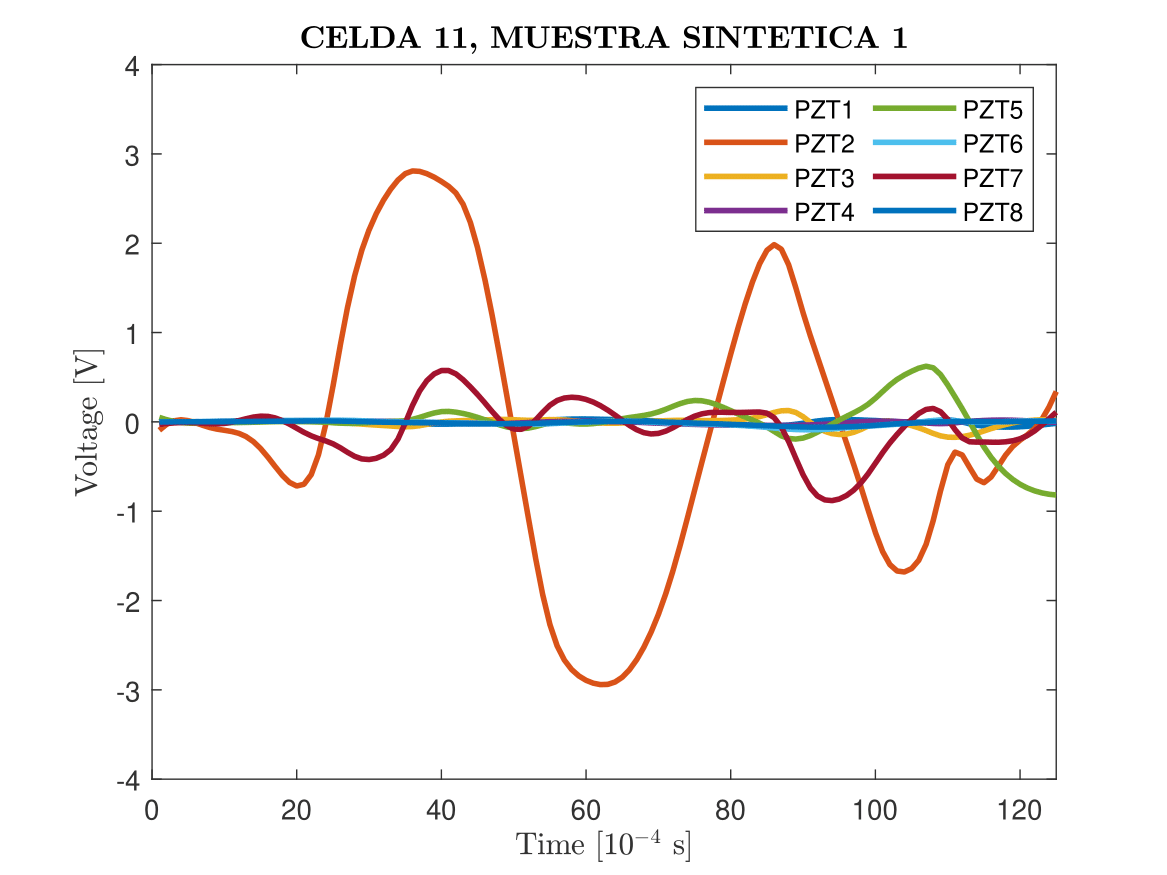 CELDA 11, MUESTRA SINTETICA 1
4
3
2
1
0
-1
-2
-3
-4
Voltage [V]
PZT1 PZT5
PZT2 PZT6
PZT3 PZT7
PZT4 PZT8
0 20 40 60 80 100 120
Time [10⁻⁴ s]